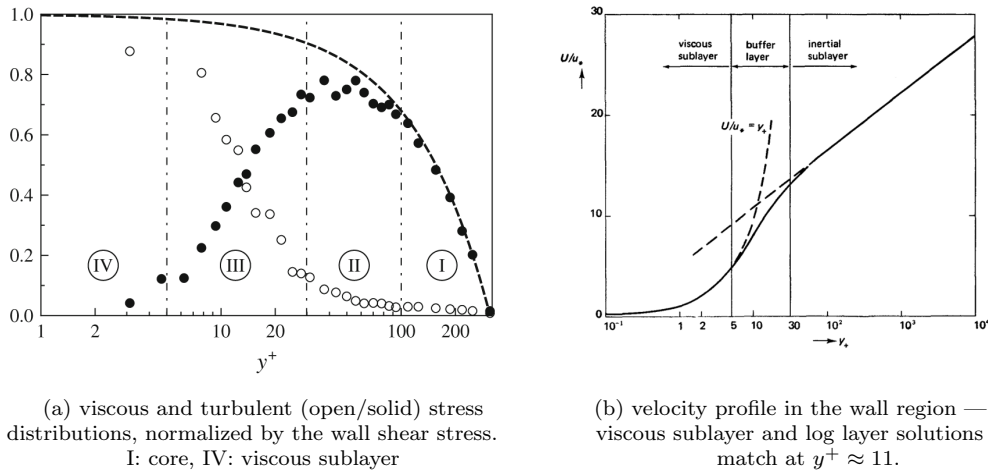 1.0
0.8
0.6
0.4
0.2
0.0
IV
III
II
I
1 2 10 20 100 200
y+
30
U/u*
20
10
0
viscous sublayer
buffer layer
inertial sublayer
U/u* = y+
10⁻¹ 1 2 5 10 30 10² 10³ 10⁴
y+
(a) viscous and turbulent (open/solid) stress
distributions, normalized by the wall shear stress.
I: core, IV: viscous sublayer
(b) velocity profile in the wall region —
viscous sublayer and log layer solutions
match at y⁺ ≈ 11.